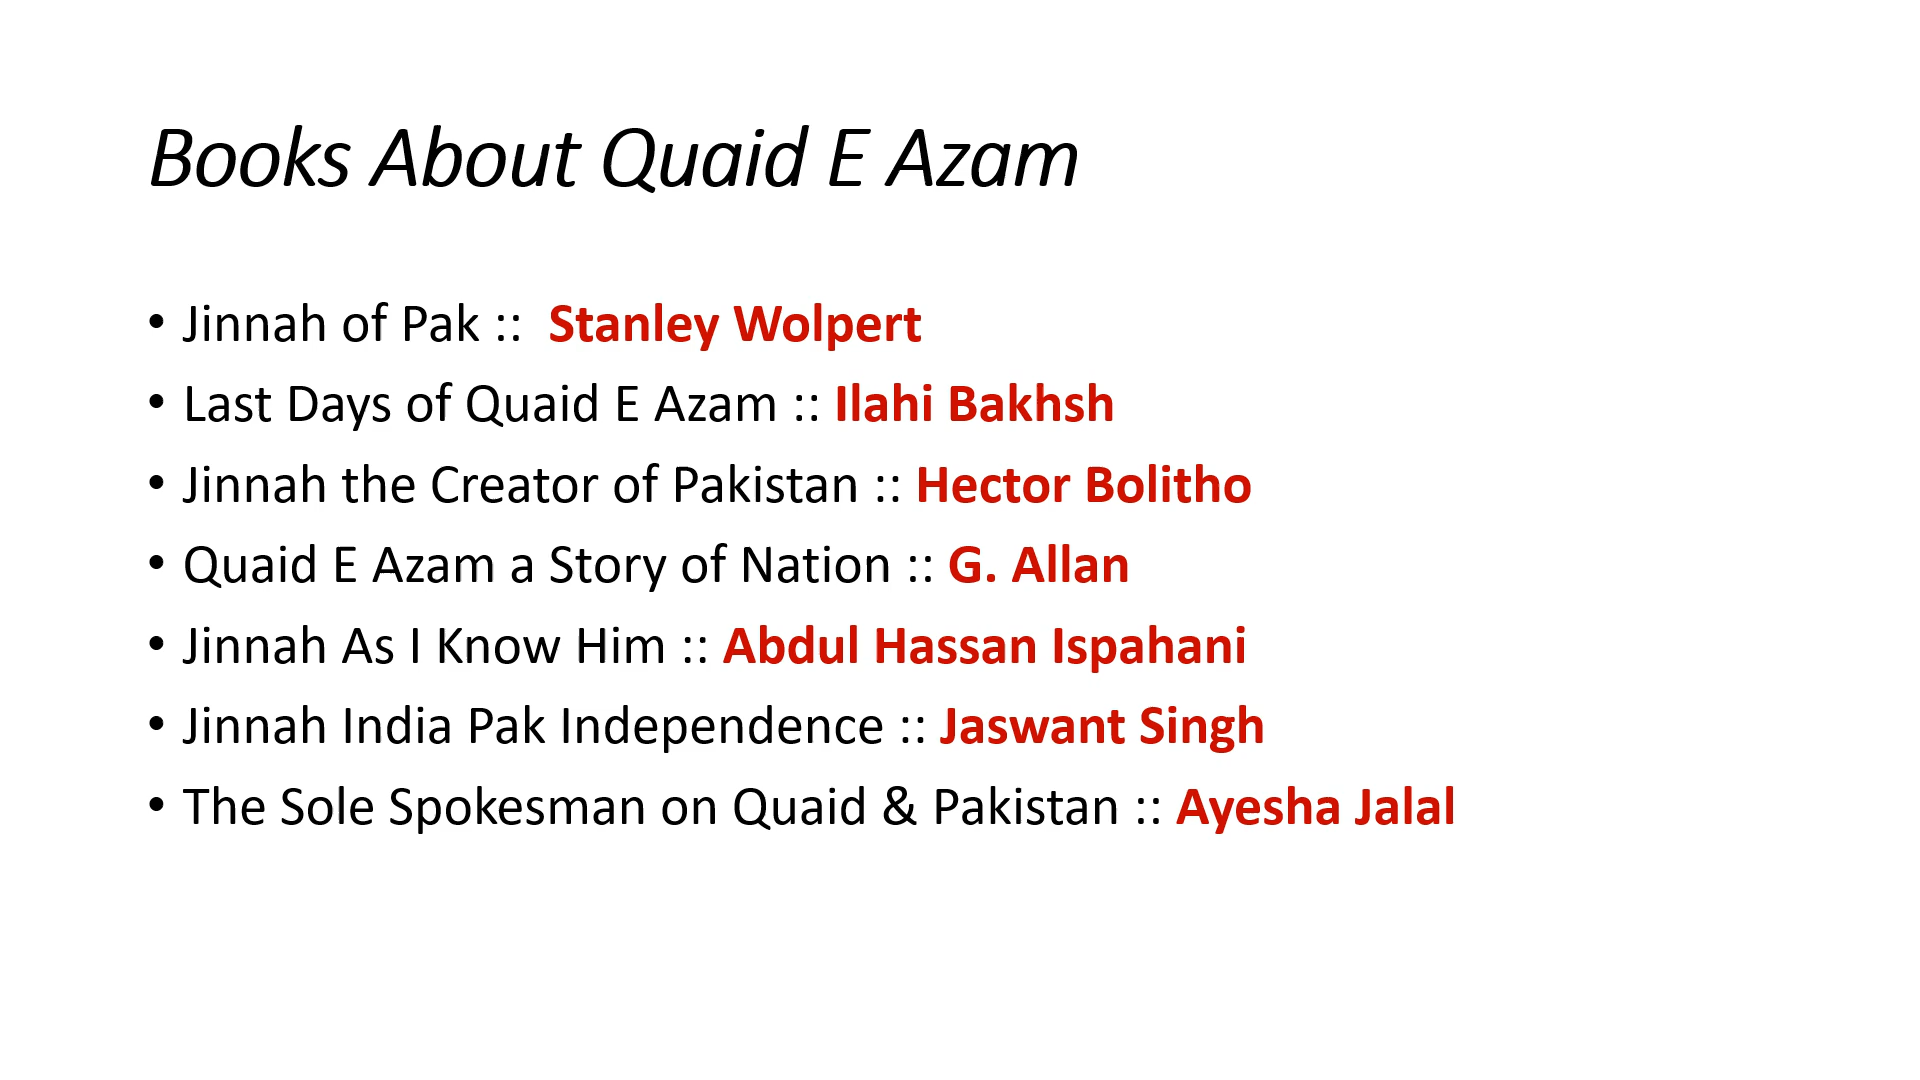 Books About Quaid E Azam
• Jinnah of Pak :: Stanley Wolpert
• Last Days of Quaid E Azam :: Ilahi Bakhsh
• Jinnah the Creator of Pakistan :: Hector Bolitho
• Quaid E Azam a Story of Nation :: G. Allan
• Jinnah As I Know Him :: Abdul Hassan Ispahani
• Jinnah India Pak Independence :: Jaswant Singh
• The Sole Spokesman on Quaid & Pakistan :: Ayesha Jalal